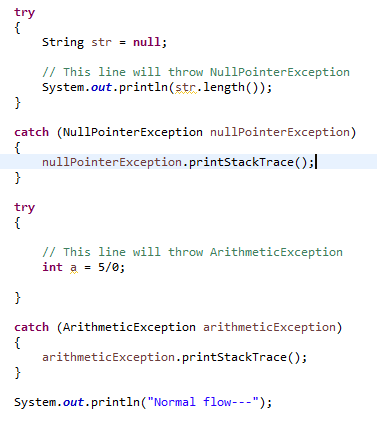 try
{
    String str = null;

    // This line will throw NullPointerException
    System.out.println(str.length());
}

catch (NullPointerException nullPointerException)
{
    nullPointerException.printStackTrace();
}

try
{

    // This line will throw ArithmeticException
    int a = 5/0;

}

catch (ArithmeticException arithmeticException)
{
    arithmeticException.printStackTrace();
}

System.out.println("Normal flow---");